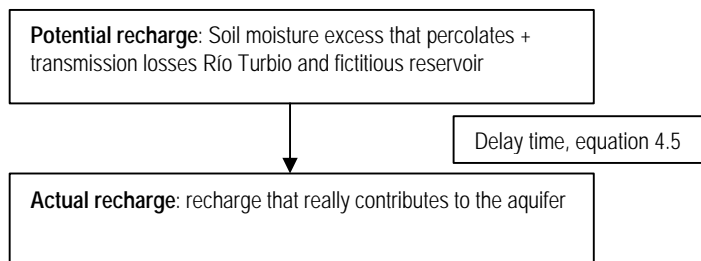 Potential recharge: Soil moisture excess that percolates +
transmission losses Río Turbio and fictitious reservoir
Delay time, equation 4.5
Actual recharge: recharge that really contributes to the aquifer